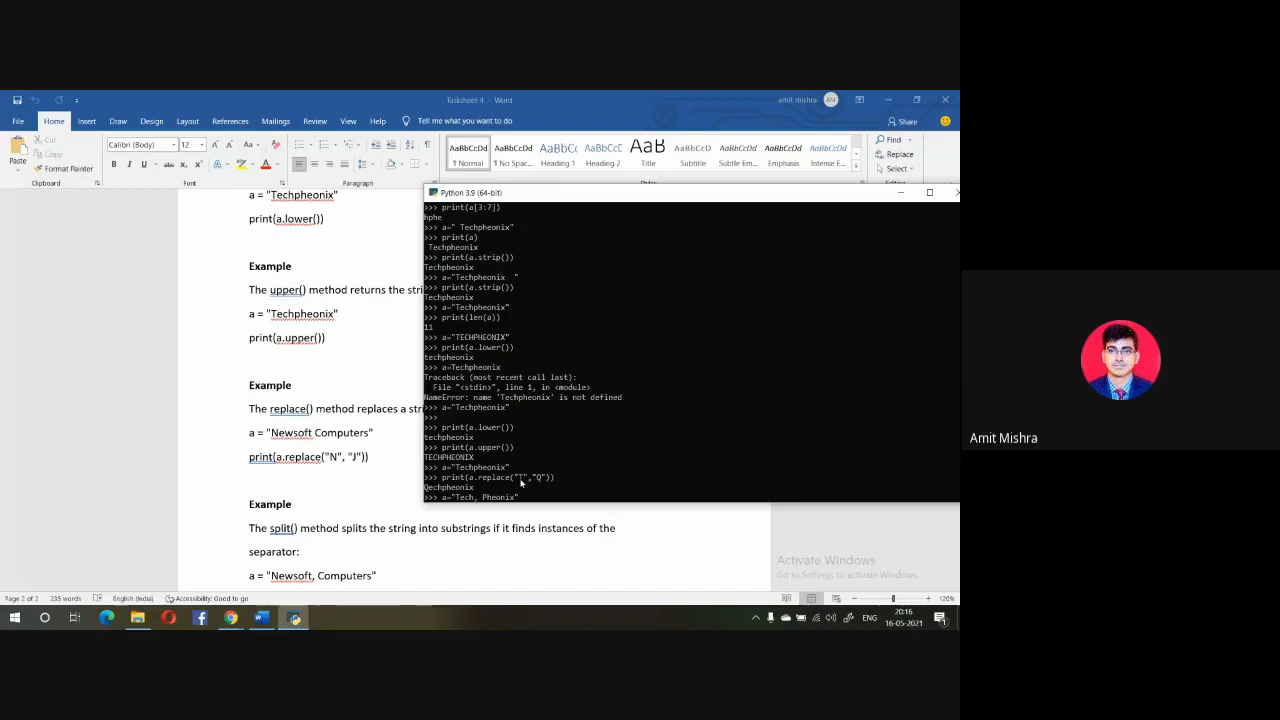 Tasksheet 4 - Word
amit mishra
AM
File Home Insert Draw Design Layout References Mailings Review View Help Tell me what you want to do
Share
Paste
Cut
Copy
Format Painter
Clipboard
Calibri (Body) 12
Font
Paragraph
AaBbCcDd AaBbCcDd AaBbCc AaBbCcD AaB AaBbCcD AaBbCcDd AaBbCcDd AaBbCcDd
¶ Normal ¶ No Spac... Heading 1 Heading 2 Title Subtitle Subtle Em... Emphasis Intense E...
Find
Replace
Select
a = "Techpheonix"
print(a.lower())
Example
The upper() method returns the stri
a = "Techpheonix"
print(a.upper())
Example
The replace() method replaces a stri
a = "Newsoft Computers"
print(a.replace("N", "J"))
Example
The split() method splits the string into substrings if it finds instances of the
separator:
a = "Newsoft, Computers"
Python 3.9 (64-bit)
>>> print(a[3:7])
hphe
>>> a=" Techpheonix"
>>> print(a)
 Techpheonix
>>> print(a.strip())
Techpheonix
>>> a="Techpheonix  "
>>> print(a.strip())
Techpheonix
>>> a="Techpheonix"
>>> print(len(a))
11
>>> a="TECHPHEONIX"
>>> print(a.lower())
techpheonix
>>> a=Techpheonix
Traceback (most recent call last):
  File "<stdin>", line 1, in <module>
NameError: name 'Techpheonix' is not defined
>>> a="Techpheonix"
>>>
>>> print(a.lower())
techpheonix
>>> print(a.upper())
TECHPHEONIX
>>> a="Techpheonix"
>>> print(a.replace("T","Q"))
Qechpheonix
>>> a="Tech, Pheonix"
Activate Windows
Go to Settings to activate Windows.
Page 2 of 2 235 words English (India) Accessibility: Good to go
120%
ENG
20:16
16-05-2021
Amit Mishra